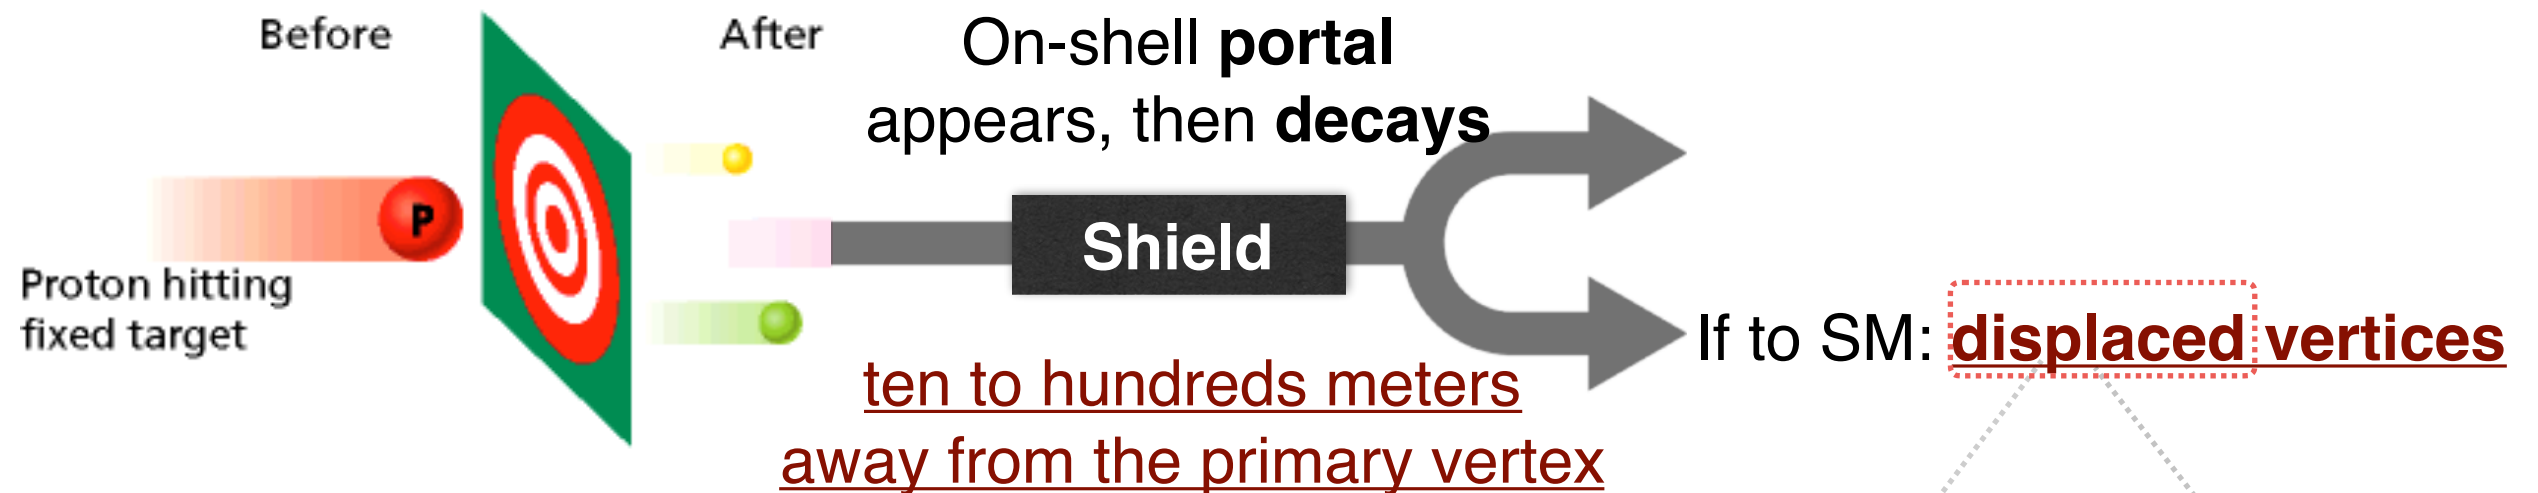 Before
After
On-shell portal
appears, then decays
P
Shield
Proton hitting
fixed target
If to SM: displaced vertices
ten to hundreds meters
away from the primary vertex